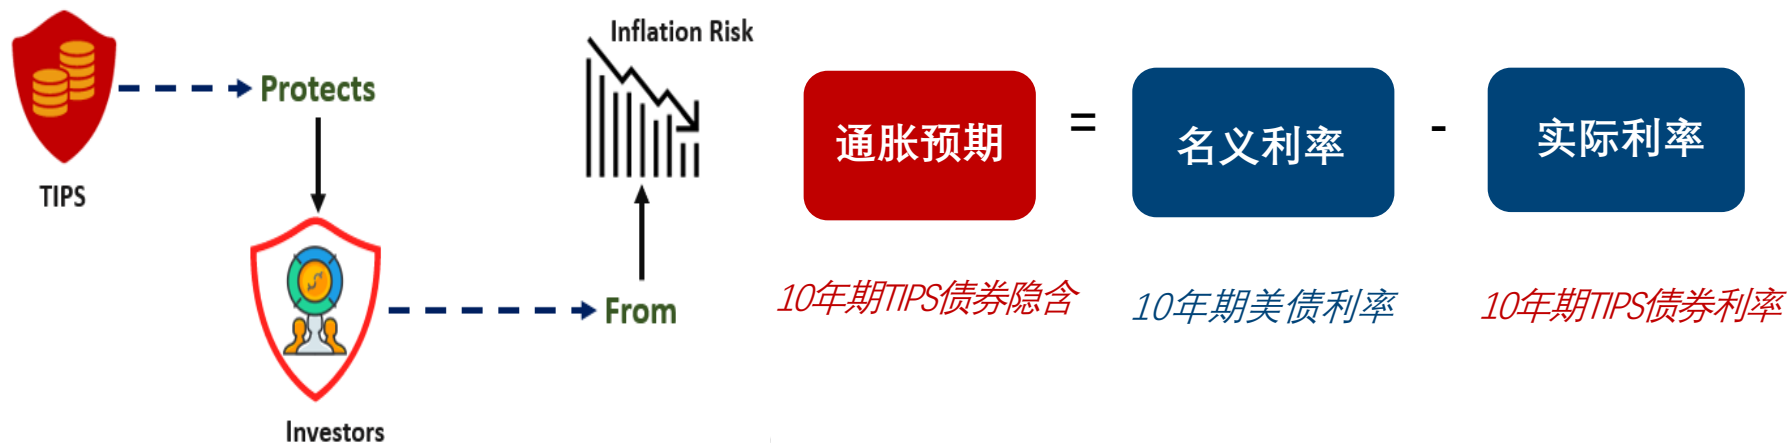 Inflation Risk
Protects
TIPS
From
Investors
通胀预期 = 名义利率 - 实际利率
10年期TIPS债券隐含 10年期美债利率 10年期TIPS债券利率